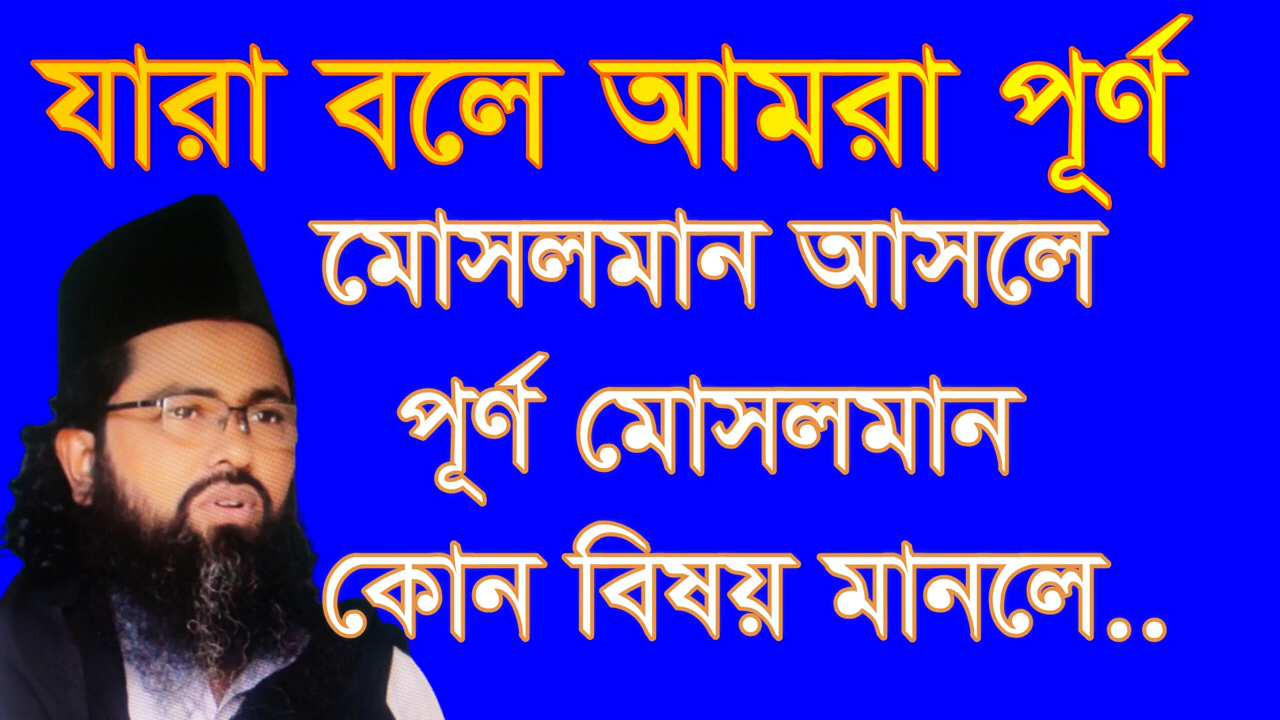 যারা বলে আমরা পূর্ণ
মোসলমান আসলে
পূর্ণ মোসলমান
কোন বিষয় মানলে..